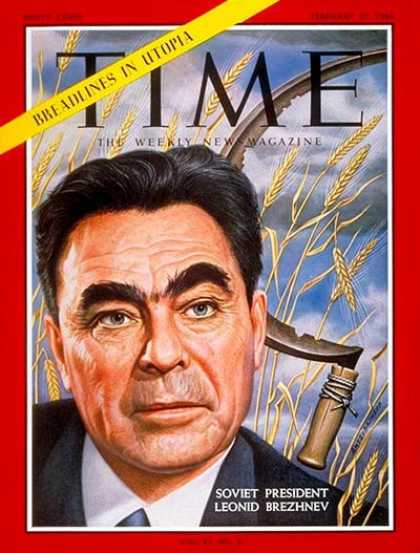 BREADLINES IN UTOPIA
TIME
THE WEEKLY NEWSMAGAZINE
SOVIET PRESIDENT
LEONID BREZHNEV